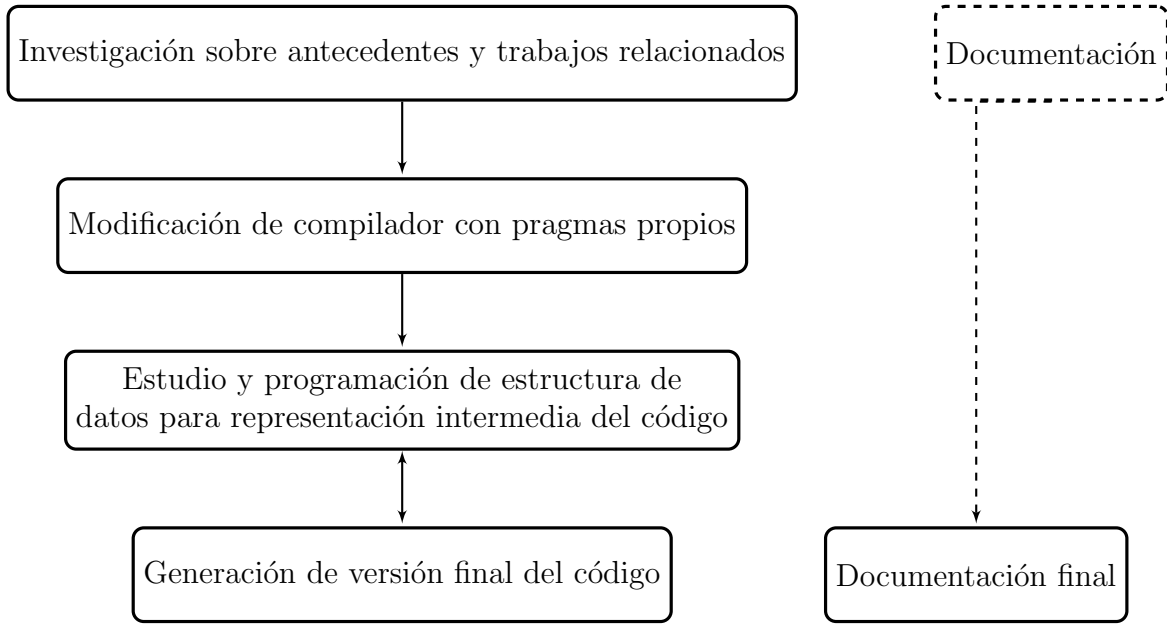 Investigación sobre antecedentes y trabajos relacionados
Documentación
Modificación de compilador con pragmas propios
Estudio y programación de estructura de
datos para representación intermedia del código
Generación de versión final del código
Documentación final